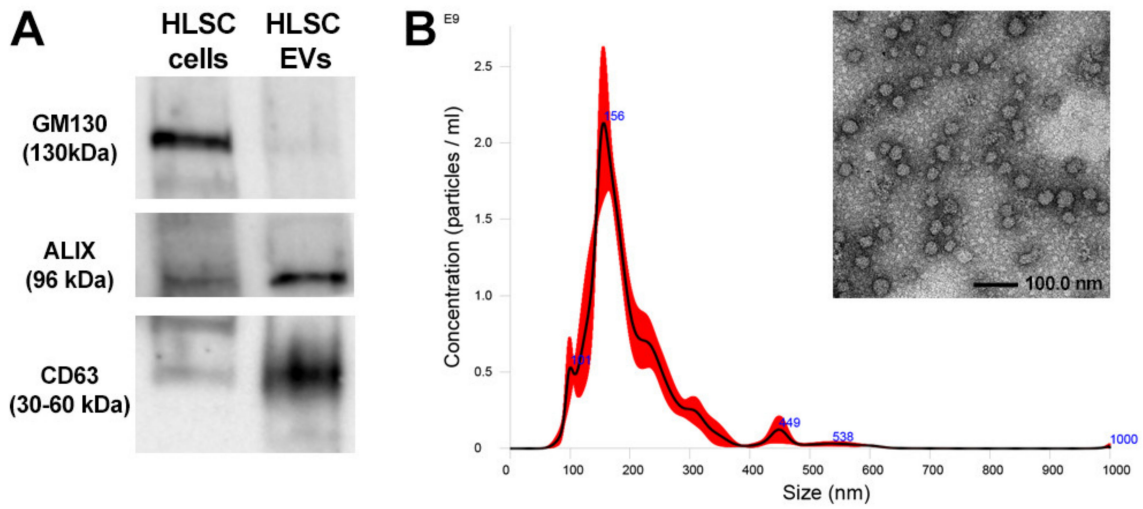 A
HLSC cells
HLSC EVs
GM130
(130kDa)
ALIX
(96 kDa)
CD63
(30-60 kDa)
B
E9
Concentration (particles / ml)
2.5
2.0
1.5
1.0
0.5
0
156
101
449
538
1000
0 100 200 300 400 500 600 700 800 900 1000
Size (nm)
100.0 nm